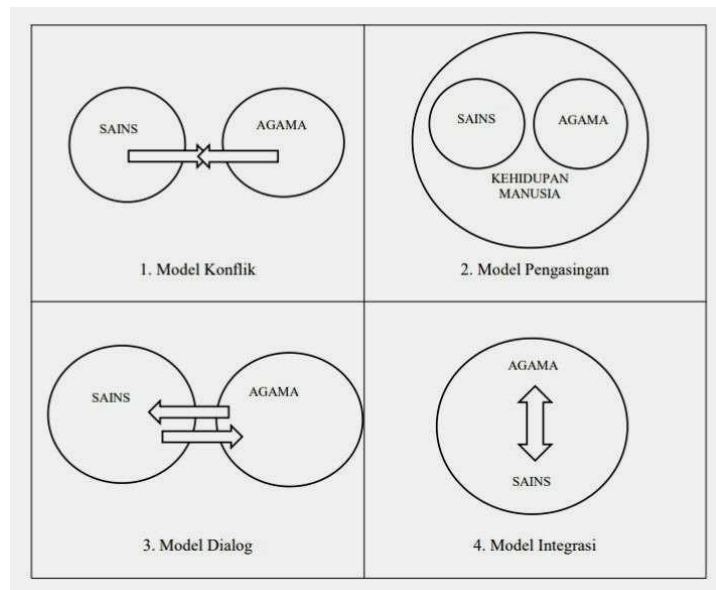 SAINS
AGAMA
1. Model Konflik
SAINS
AGAMA
KEHIDUPAN
MANUSIA
2. Model Pengasingan
SAINS
AGAMA
3. Model Dialog
AGAMA
SAINS
4. Model Integrasi